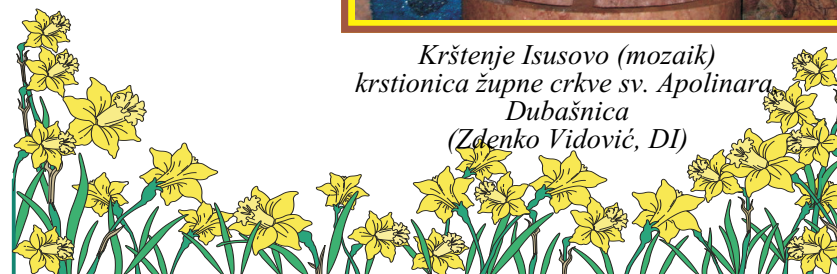 Krštenje Isusovo (mozaik)
krstionica župne crkve sv. Apolinara,
Dubašnica
(Zdenko Vidović, DI)